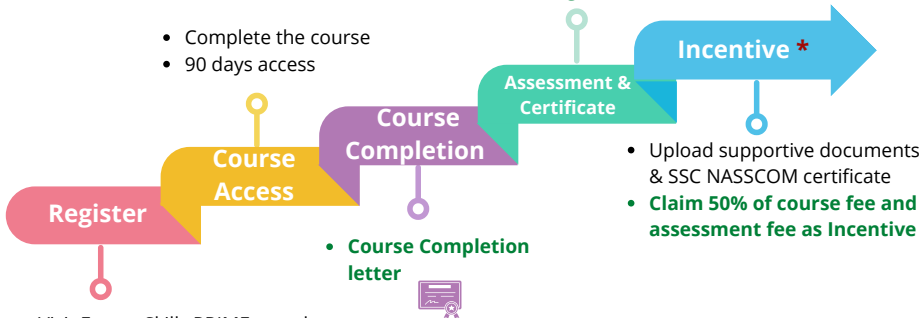 Incentive *
• Complete the course
• 90 days access
Assessment &
Certificate
Course
Completion
Course
Access
Register
• Upload supportive documents
& SSC NASSCOM certificate
• Claim 50% of course fee and
assessment fee as Incentive
• Course Completion
letter